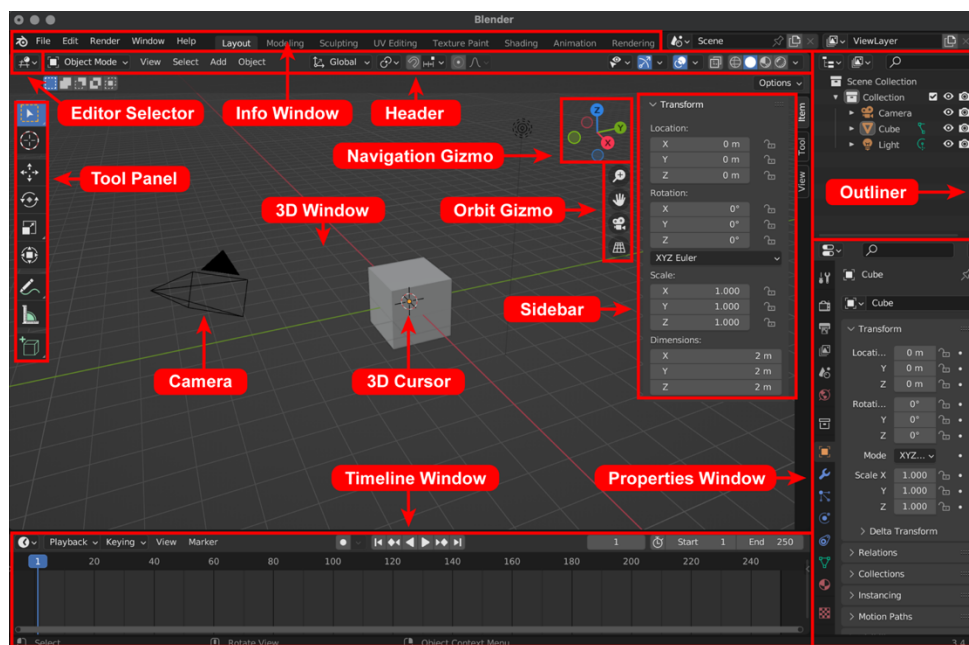 Blender
File Edit Render Window Help Layout Modeling Sculpting UV Editing Texture Paint Shading Animation Rendering Scene ViewLayer
Object Mode View Select Add Object Global
Options
Editor Selector
Info Window
Header
Navigation Gizmo
Tool Panel
3D Window
Orbit Gizmo
Sidebar
Camera
3D Cursor
Timeline Window
Properties Window
Outliner
Transform
Location:
X 0 m
Y 0 m
Z 0 m
Rotation:
X 0°
Y 0°
Z 0°
XYZ Euler
Scale:
X 1.000
Y 1.000
Z 1.000
Dimensions:
X 2 m
Y 2 m
Z 2 m
Item
Tool
View
Z
Y
X
Scene Collection
Collection
Camera
Cube
Light
Cube
Cube
Transform
Locati... 0 m
Y 0 m
Z 0 m
Rotati... 0°
Y 0°
Z 0°
Mode XYZ...
Scale X 1.000
Y 1.000
Z 1.000
Delta Transform
Relations
Collections
Instancing
Motion Paths
Playback Keying View Marker 1 Start 1 End 250
1 20 40 60 80 100 120 140 160 180 200 220 240
Select Rotate View Object Context Menu 3.4